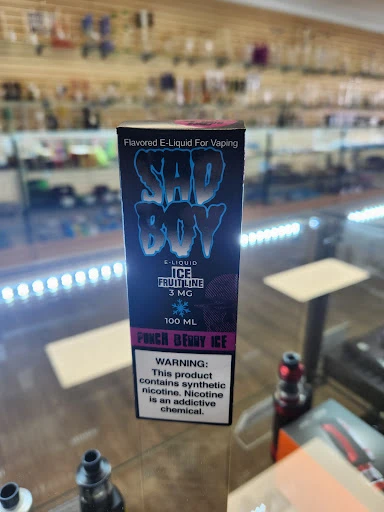 Flavored E-Liquid For Vaping
SAD
BOY
E-LIQUID
ICE
FRUIT LINE
3 MG
100 ML
PUNCH BERRY ICE
WARNING:
This product
contains synthetic
nicotine. Nicotine
is an addictive
chemical.